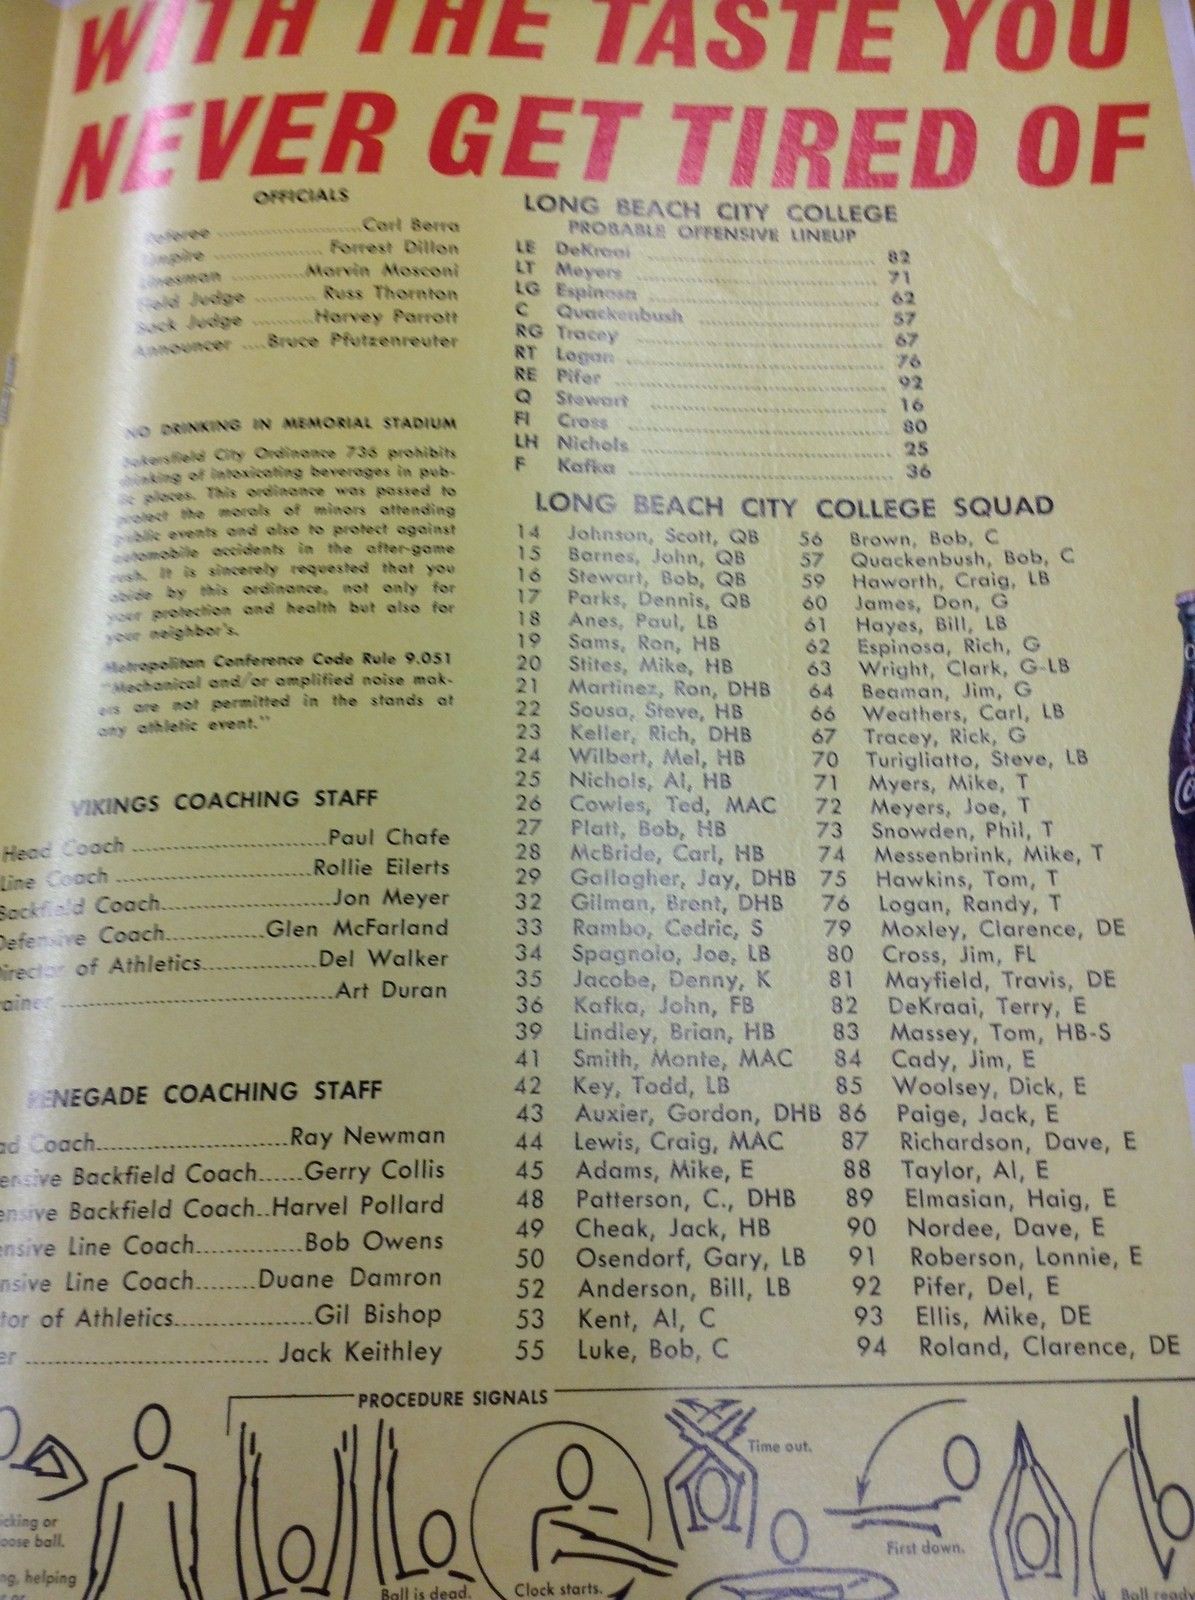 WITH THE TASTE YOU
NEVER GET TIRED OF
OFFICIALS
Referee ........ Carl Berra
Umpire ........ Forrest Dillon
Linesman ........ Marvin Mosconi
Field Judge ........ Russ Thornton
Back Judge ........ Harvey Parrott
Announcer .... Bruce Pfutzenreuter
NO DRINKING IN MEMORIAL STADIUM
Bakersfield City Ordinance 736 prohibits
drinking of intoxicating beverages in pub-
lic places. This ordinance was passed to
protect the morals of minors attending
public events and also to protect against
automobile accidents in the after-game
rush. It is sincerely requested that you
abide by this ordinance, not only for
your protection and health but also for
your neighbor's.
Metropolitan Conference Code Rule 9.051
"Mechanical and/or amplified noise mak-
ers are not permitted in the stands at
any athletic event."
VIKINGS COACHING STAFF
Head Coach ........ Paul Chafe
Line Coach ........ Rollie Eilerts
Backfield Coach ........ Jon Meyer
Defensive Coach ........ Glen McFarland
Director of Athletics ........ Del Walker
rainer ........ Art Duran
RENEGADE COACHING STAFF
ad Coach ........ Ray Newman
ensive Backfield Coach ...... Gerry Collis
ensive Backfield Coach .. Harvel Pollard
ensive Line Coach ........ Bob Owens
nsive Line Coach ........ Duane Damron
tor of Athletics ........ Gil Bishop
er ........ Jack Keithley
LONG BEACH CITY COLLEGE
PROBABLE OFFENSIVE LINEUP
LE DeKraai ........ 82
LT Meyers ........ 71
LG Espinosa ........ 62
C Quackenbush ........ 57
RG Tracey ........ 67
RT Logan ........ 76
RE Pifer ........ 92
Q Stewart ........ 16
Fl Cross ........ 80
LH Nichols ........ 25
F Kafka ........ 36
LONG BEACH CITY COLLEGE SQUAD
14 Johnson, Scott, QB
15 Barnes, John, QB
16 Stewart, Bob, QB
17 Parks, Dennis, QB
18 Anes, Paul, LB
19 Sams, Ron, HB
20 Stites, Mike, HB
21 Martinez, Ron, DHB
22 Sousa, Steve, HB
23 Keller, Rich, DHB
24 Wilbert, Mel, HB
25 Nichols, Al, HB
26 Cowles, Ted, MAC
27 Platt, Bob, HB
28 McBride, Carl, HB
29 Gallagher, Jay, DHB
32 Gilman, Brent, DHB
33 Rambo, Cedric, S
34 Spagnolo, Joe, LB
35 Jacobe, Denny, K
36 Kafka, John, FB
39 Lindley, Brian, HB
41 Smith, Monte, MAC
42 Key, Todd, LB
43 Auxier, Gordon, DHB
44 Lewis, Craig, MAC
45 Adams, Mike, E
48 Patterson, C., DHB
49 Cheak, Jack, HB
50 Osendorf, Gary, LB
52 Anderson, Bill, LB
53 Kent, Al, C
55 Luke, Bob, C
56 Brown, Bob, C
57 Quackenbush, Bob, C
59 Haworth, Craig, LB
60 James, Don, G
61 Hayes, Bill, LB
62 Espinosa, Rich, G
63 Wright, Clark, G-LB
64 Beaman, Jim, G
66 Weathers, Carl, LB
67 Tracey, Rick, G
70 Turigliatto, Steve, LB
71 Myers, Mike, T
72 Meyers, Joe, T
73 Snowden, Phil, T
74 Messenbrink, Mike, T
75 Hawkins, Tom, T
76 Logan, Randy, T
79 Moxley, Clarence, DE
80 Cross, Jim, FL
81 Mayfield, Travis, DE
82 DeKraai, Terry, E
83 Massey, Tom, HB-S
84 Cady, Jim, E
85 Woolsey, Dick, E
86 Paige, Jack, E
87 Richardson, Dave, E
88 Taylor, Al, E
89 Elmasian, Haig, E
90 Nordee, Dave, E
91 Roberson, Lonnie, E
92 Pifer, Del, E
93 Ellis, Mike, DE
94 Roland, Clarence, DE
PROCEDURE SIGNALS
icking or
oose ball.
ng, helping
Ball is dead.
Clock starts.
Time out.
First down.
Ball ready